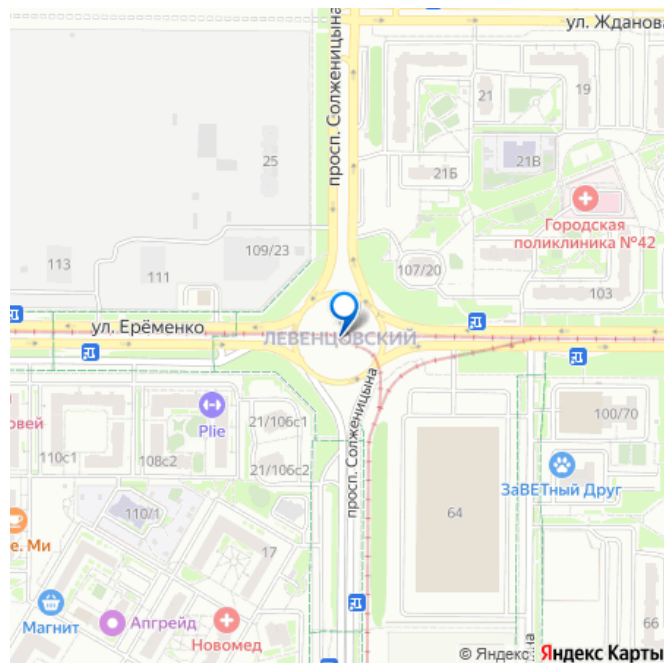 ул. Жданова
просп. Солженицына
19
21
25
21В
21Б
Городская
поликлиника №42
109/23
113
111
107/20
103
ул. Ерёменко
ЛЕВЕНЦОВСКИЙ
просп. Солженицына
Plie
овей
21/106с1
100/70
110с1
108с2
21/106с2
ЗаВЕТный Друг
110/1
64
е. Ми
17
Магнит
Апгрейд
Новомед
66
© Яндекс
Яндекс Карты